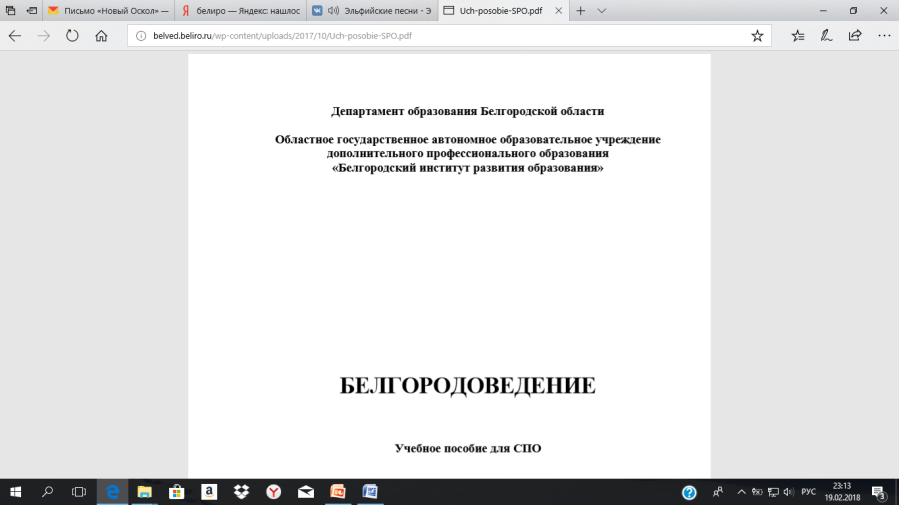 Письмо «Новый Оскол» —
белиро — Яндекс: нашлос
Эльфийские песни - Э
Uch-posobie-SPO.pdf
belved.beliro.ru/wp-content/uploads/2017/10/Uch-posobie-SPO.pdf
Департамент образования Белгородской области
Областное государственное автономное образовательное учреждение
дополнительного профессионального образования
«Белгородский институт развития образования»
БЕЛГОРОДОВЕДЕНИЕ
Учебное пособие для СПО
РУС
23:13
19.02.2018
3